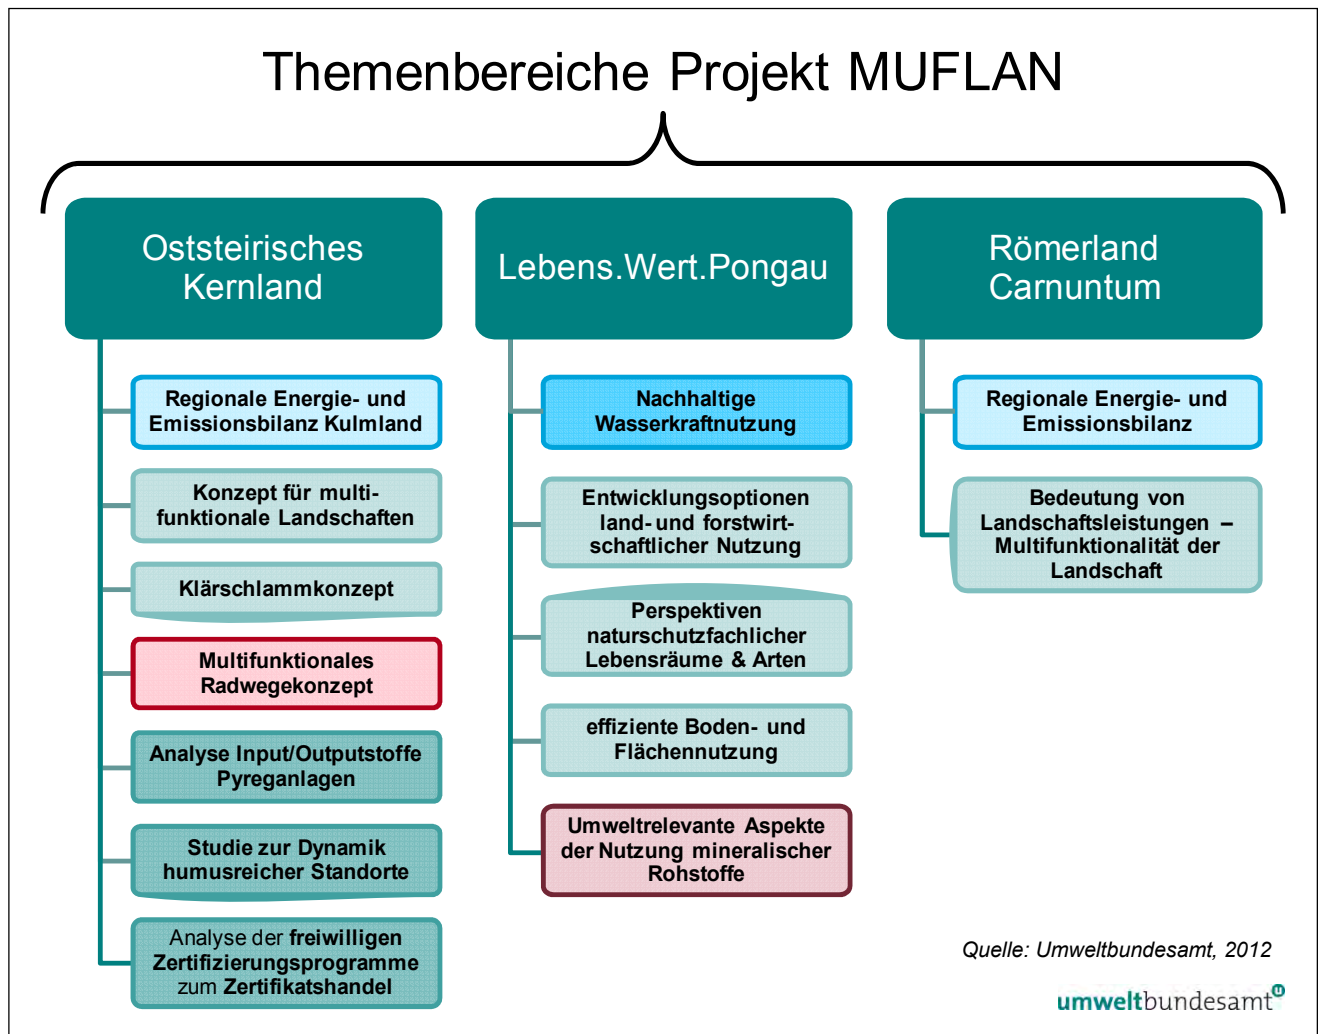 Themenbereiche Projekt MUFLAN
Oststeirisches
Kernland
Regionale Energie- und
Emissionsbilanz Kulmland
Konzept für multi-
funktionale Landschaften
Klärschlammkonzept
Multifunktionales
Radwegekonzept
Analyse Input/Outputstoffe
Pyreganlagen
Studie zur Dynamik
humusreicher Standorte
Analyse der freiwilligen
Zertifizierungsprogramme
zum Zertifikatshandel
Lebens.Wert.Pongau
Nachhaltige
Wasserkraftnutzung
Entwicklungsoptionen
land- und forstwirt-
schaftlicher Nutzung
Perspektiven
naturschutzfachlicher
Lebensräume & Arten
effiziente Boden- und
Flächennutzung
Umweltrelevante Aspekte
der Nutzung mineralischer
Rohstoffe
Römerland
Carnuntum
Regionale Energie- und
Emissionsbilanz
Bedeutung von
Landschaftsleistungen –
Multifunktionalität der
Landschaft
Quelle: Umweltbundesamt, 2012
umweltbundesamt u